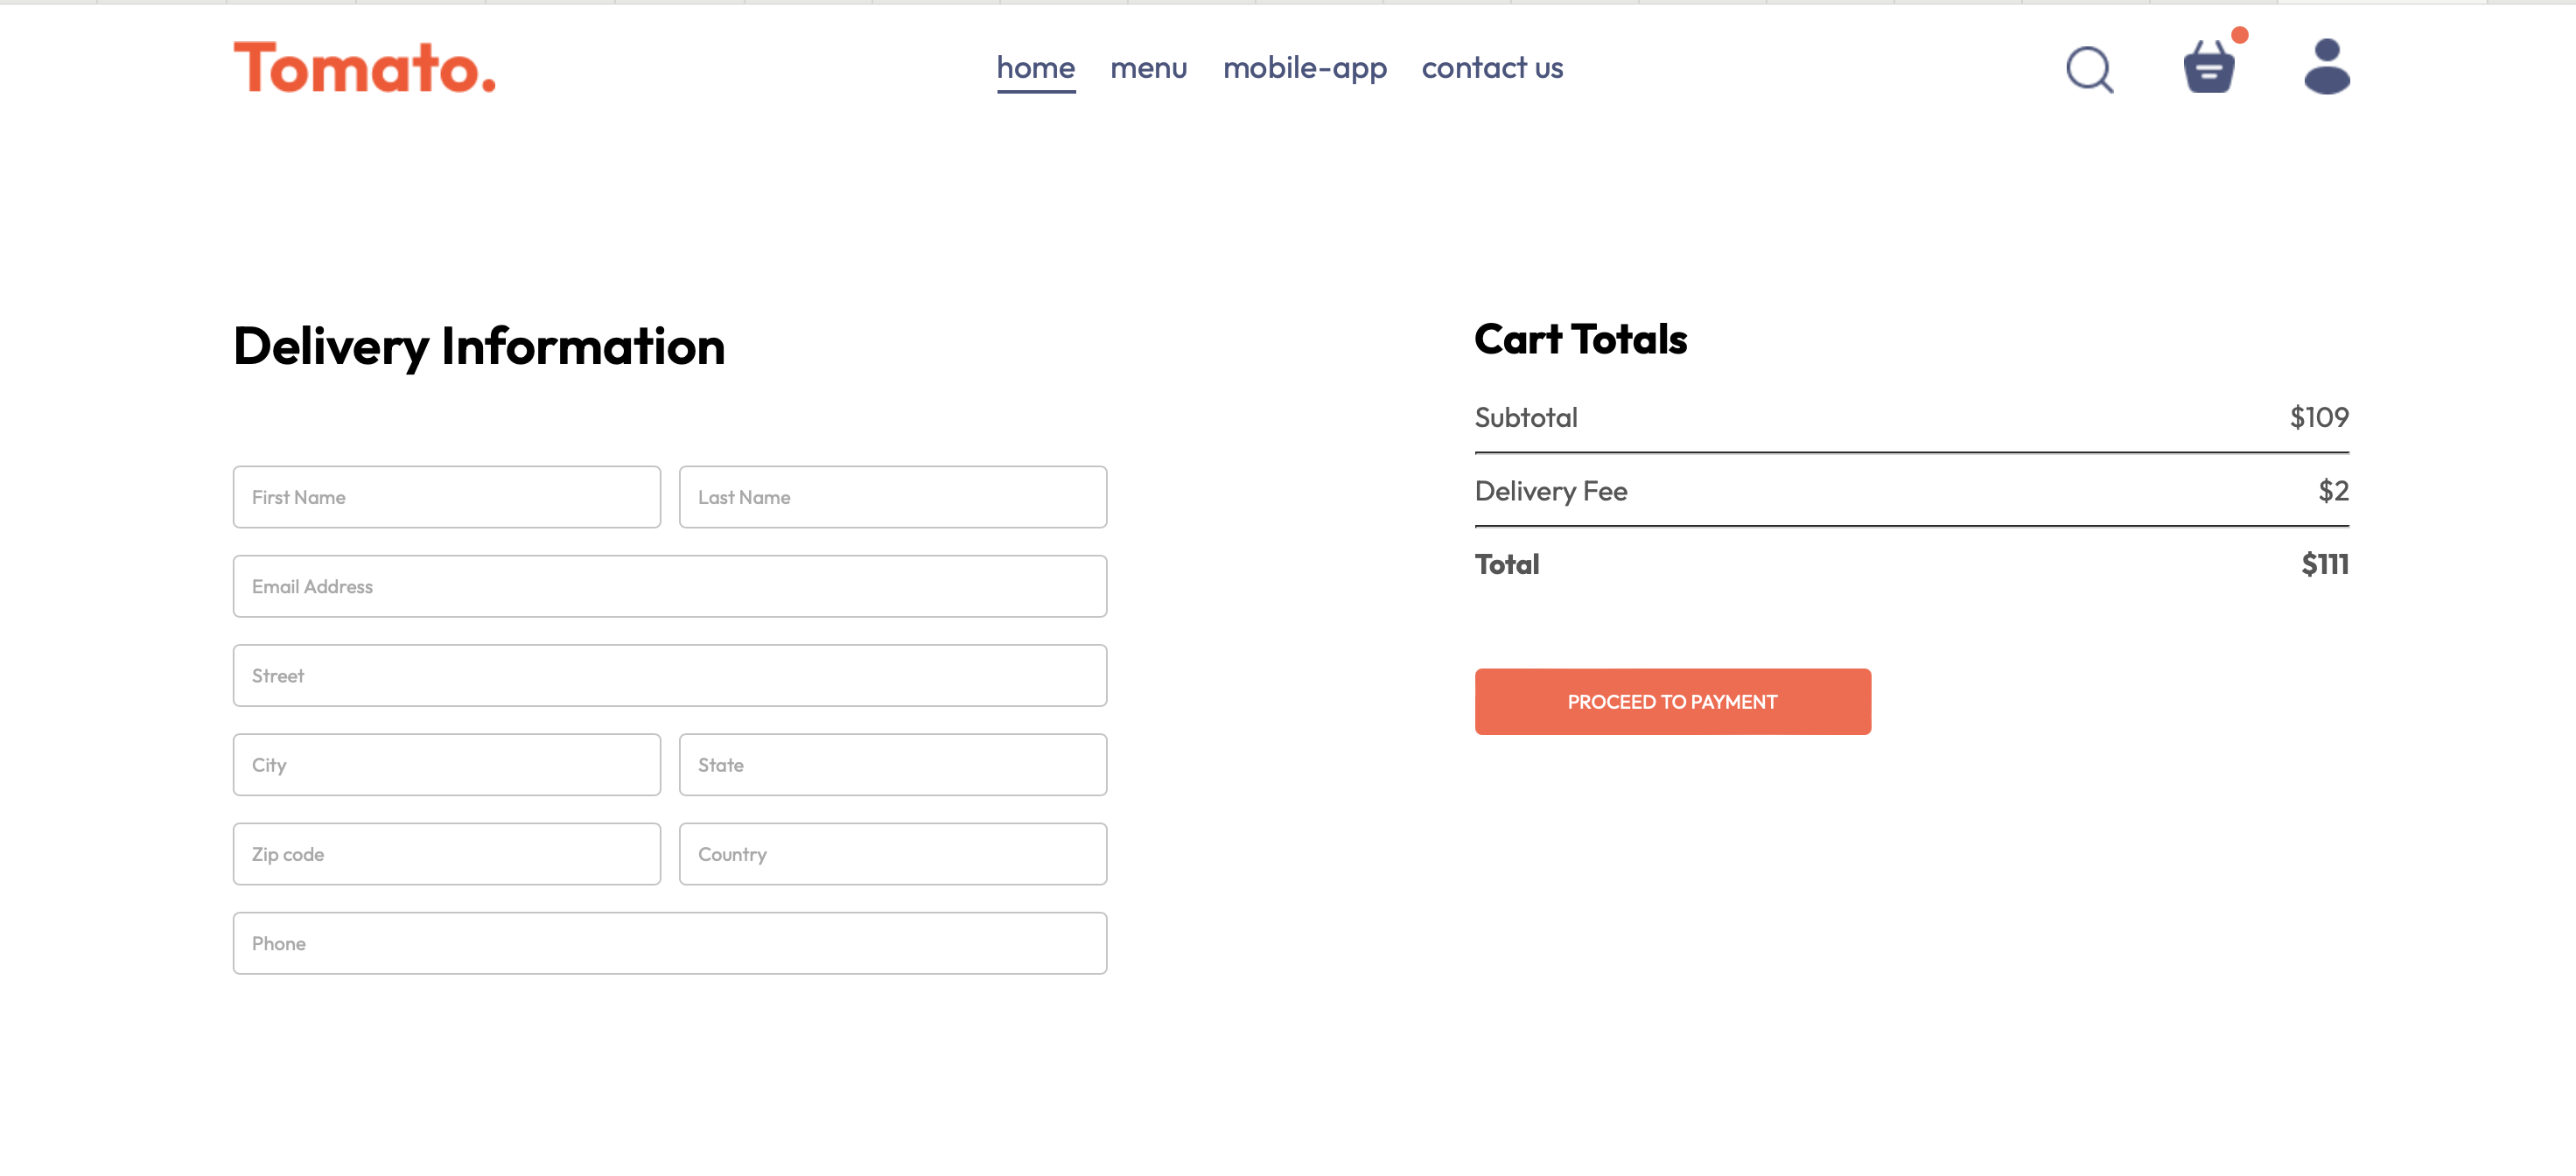 Tomato.
home menu mobile-app contact us
Delivery Information
First Name Last Name
Email Address
Street
City State
Zip code Country
Phone
Cart Totals
Subtotal $109
Delivery Fee $2
Total $111
PROCEED TO PAYMENT